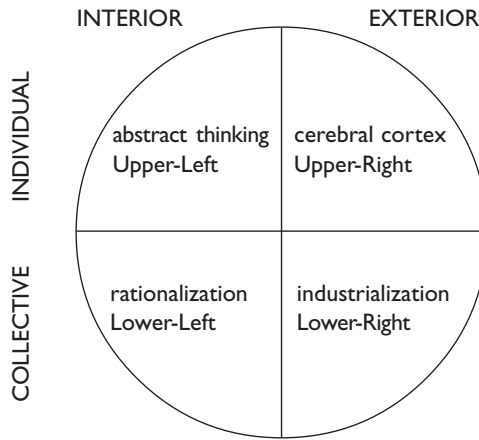 INTERIOR EXTERIOR
INDIVIDUAL
abstract thinking
Upper-Left
cerebral cortex
Upper-Right
COLLECTIVE
rationalization
Lower-Left
industrialization
Lower-Right